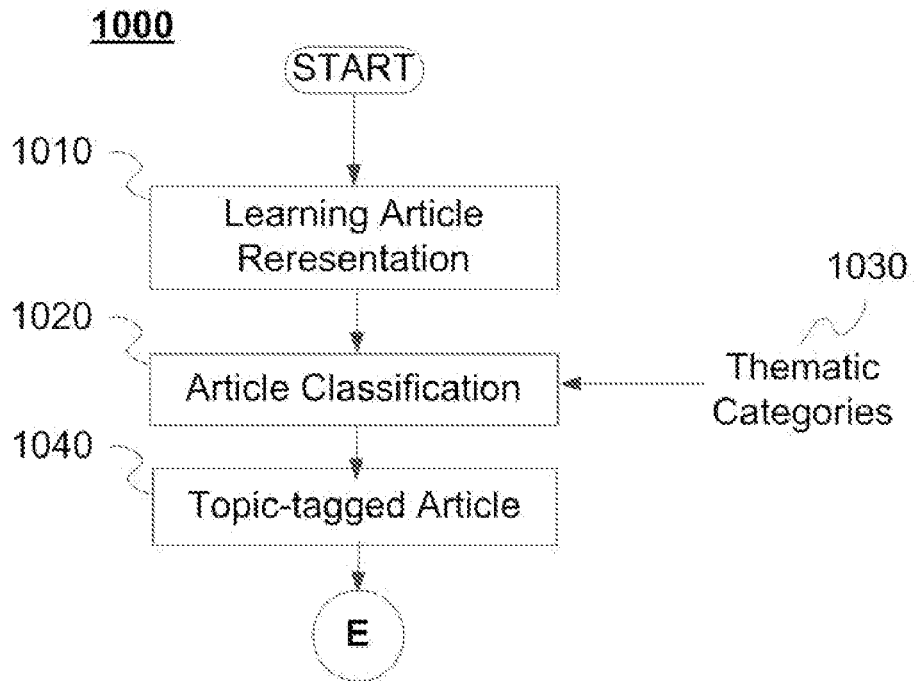 1000
START
1010
Learning Article
Reresentation
1030
1020
Article Classification
Thematic
Categories
1040
Topic-tagged Article
E